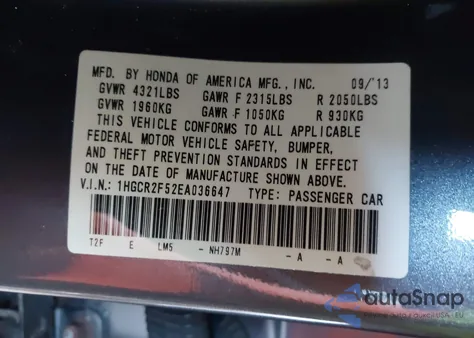 MFD. BY HONDA OF AMERICA MFG., INC. 09/'13
GVWR 4321LBS GAWR F 2315LBS R 2050LBS
GVWR 1960KG GAWR F 1050KG R 930KG
THIS VEHICLE CONFORMS TO ALL APPLICABLE
FEDERAL MOTOR VEHICLE SAFETY, BUMPER,
AND THEFT PREVENTION STANDARDS IN EFFECT
ON THE DATE OF MANUFACTURE SHOWN ABOVE.
V.I.N.: 1HGCR2F52EA036647 TYPE: PASSENGER CAR
T2F E LM5 - NH797M - A - A
autoSnap